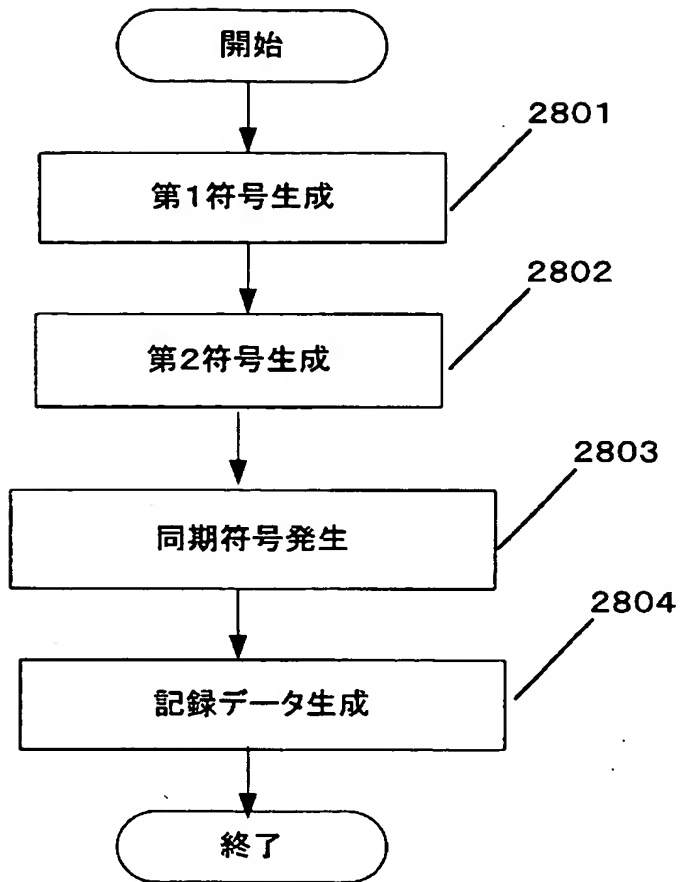 開始
2801
第1符号生成
2802
第2符号生成
2803
同期符号発生
2804
記録データ生成
終了